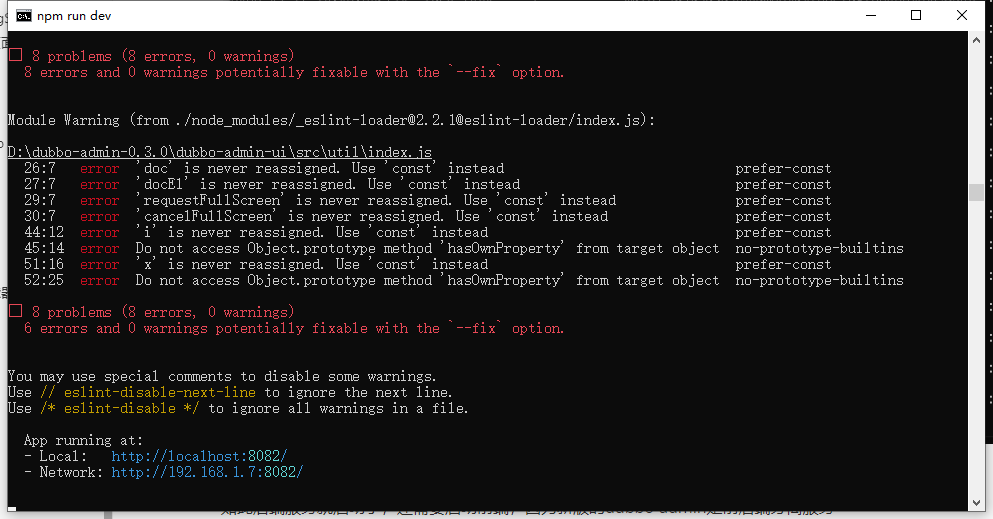 npm run dev
8 problems (8 errors, 0 warnings)
8 errors and 0 warnings potentially fixable with the `--fix` option.
Module Warning (from ./node_modules/_eslint-loader@2.2.1@eslint-loader/index.js):
D:\dubbo-admin-0.3.0\dubbo-admin-ui\src\util\index.js
26:7 error 'doc' is never reassigned. Use 'const' instead prefer-const
27:7 error 'docEl' is never reassigned. Use 'const' instead prefer-const
29:7 error 'requestFullScreen' is never reassigned. Use 'const' instead prefer-const
30:7 error 'cancelFullScreen' is never reassigned. Use 'const' instead prefer-const
44:12 error 'i' is never reassigned. Use 'const' instead prefer-const
45:14 error Do not access Object.prototype method 'hasOwnProperty' from target object no-prototype-builtins
51:16 error 'x' is never reassigned. Use 'const' instead prefer-const
52:25 error Do not access Object.prototype method 'hasOwnProperty' from target object no-prototype-builtins
8 problems (8 errors, 0 warnings)
6 errors and 0 warnings potentially fixable with the `--fix` option.
You may use special comments to disable some warnings.
Use // eslint-disable-next-line to ignore the next line.
Use /* eslint-disable */ to ignore all warnings in a file.
App running at:
- Local: http://localhost:8082/
- Network: http://192.168.1.7:8082/